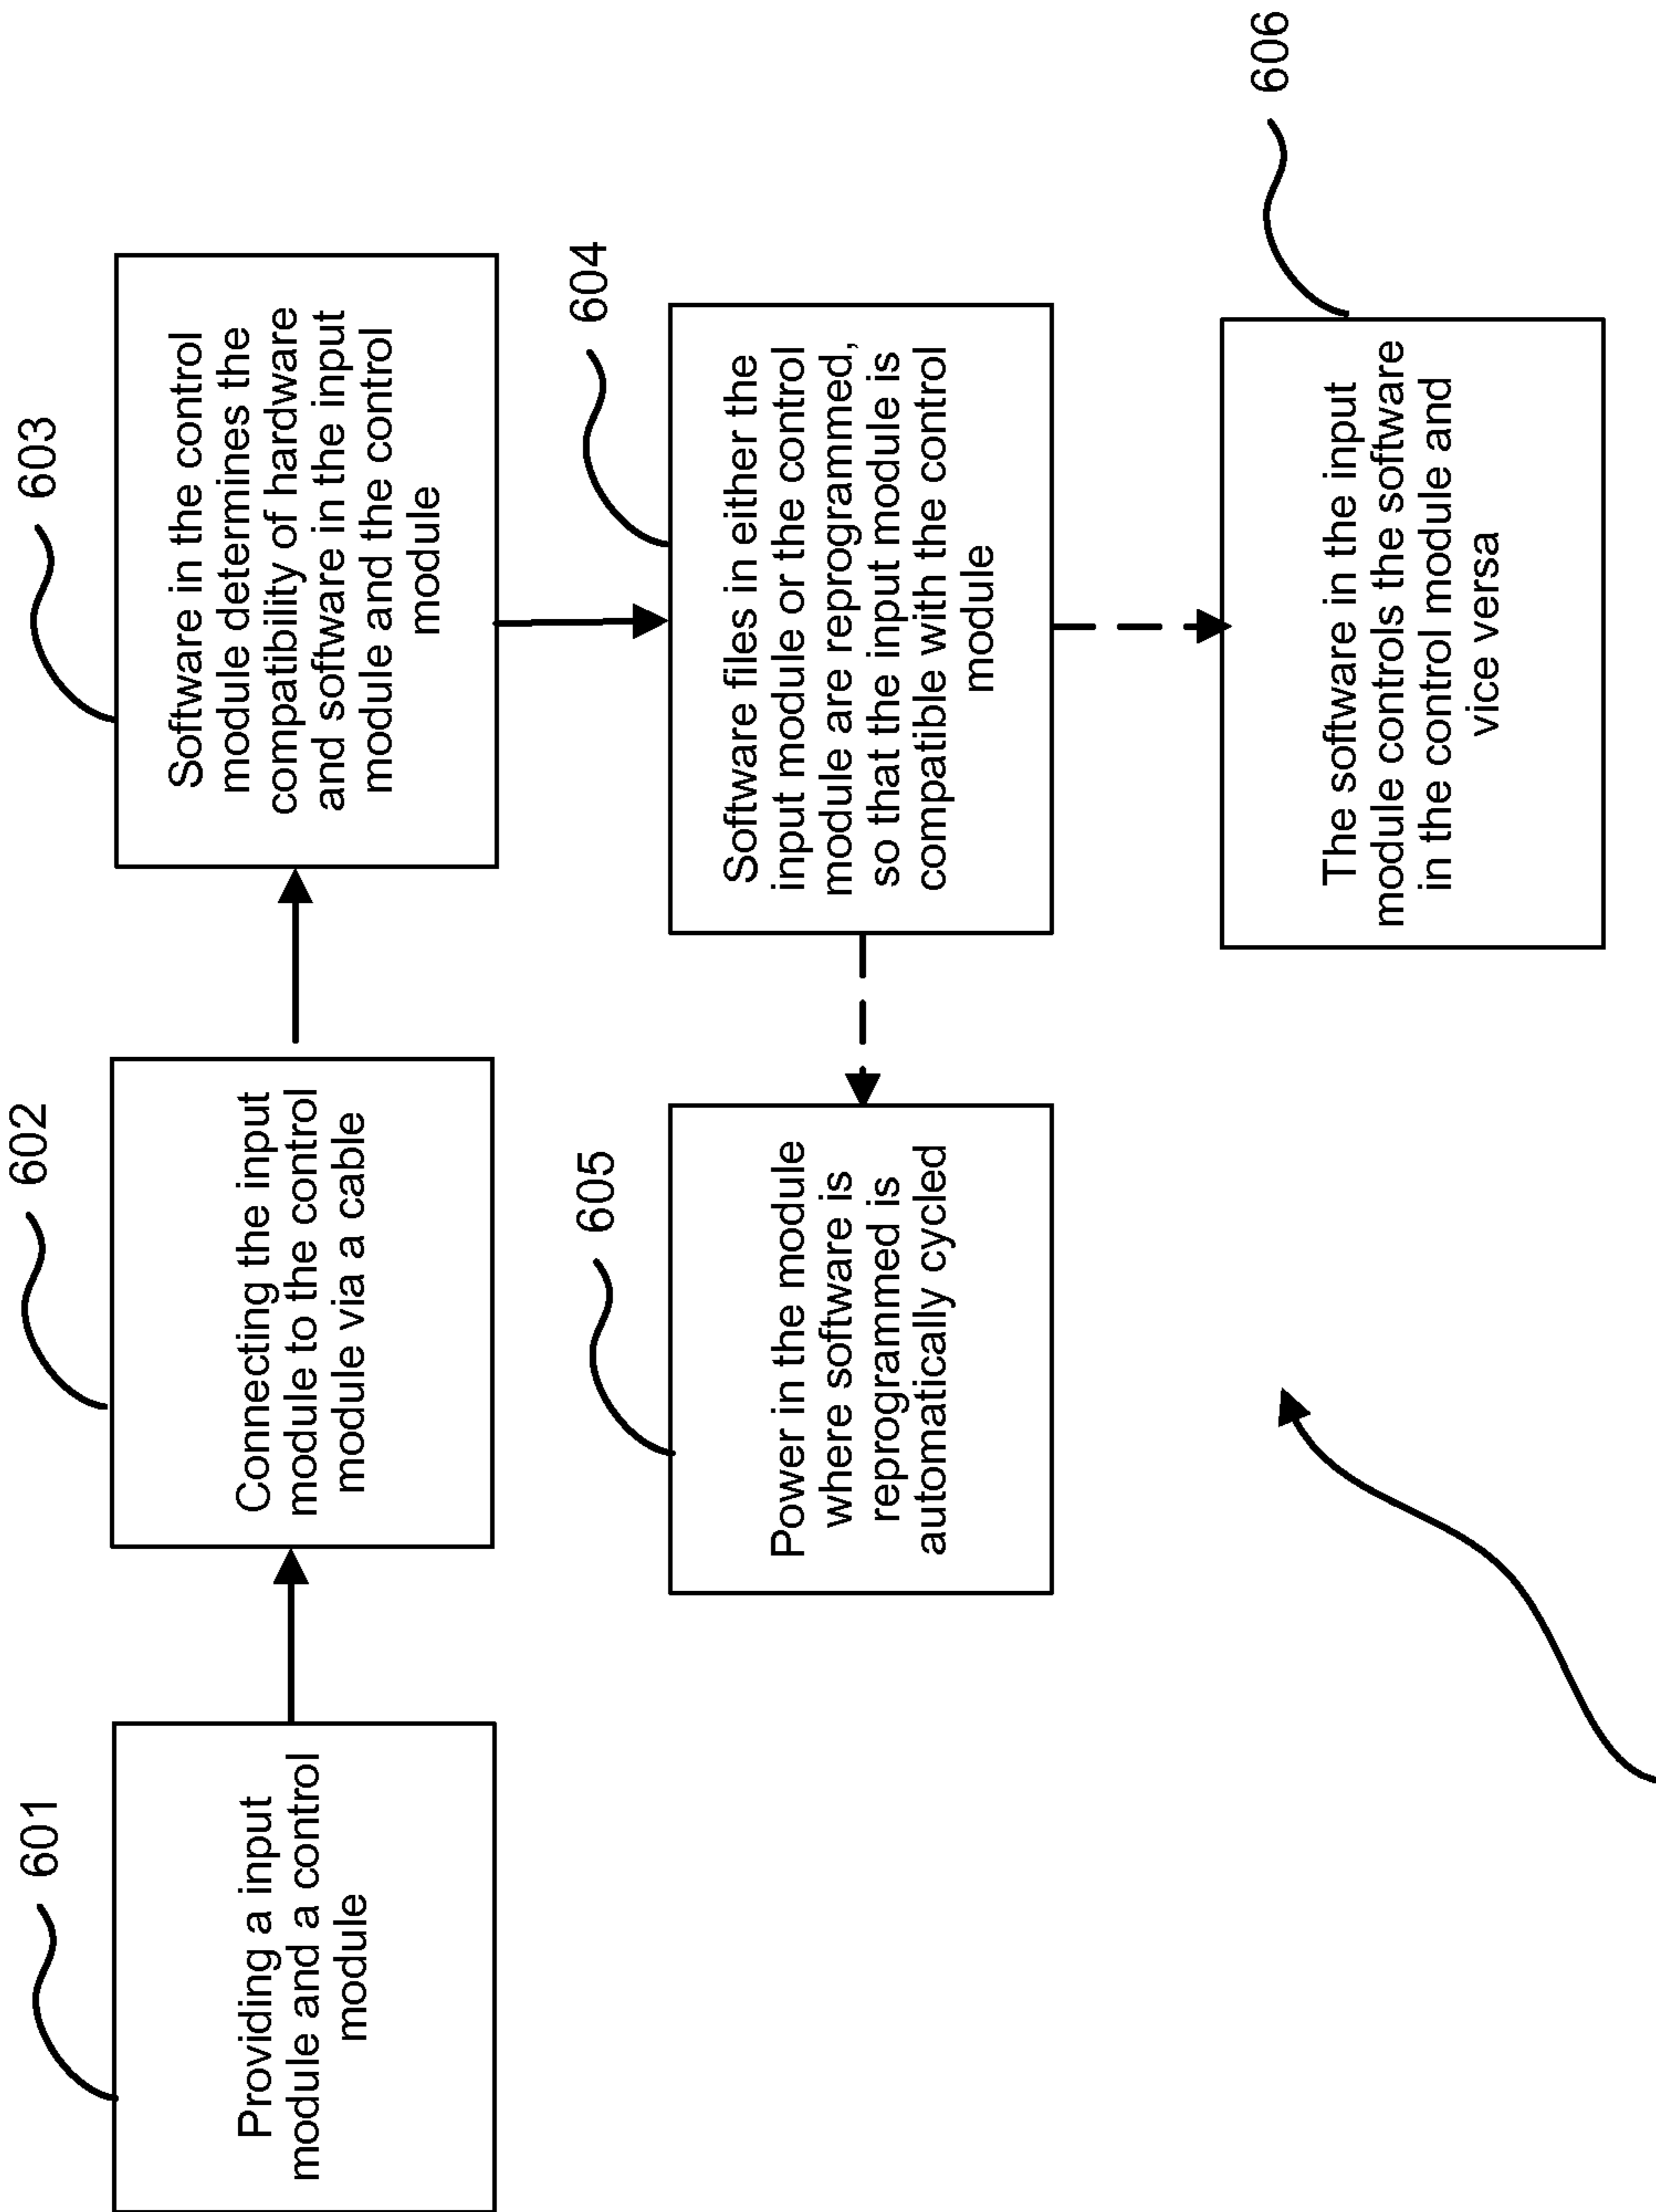 601
Providing a input
module and a control
module
602
Connecting the input
module to the control
module via a cable
603
Software in the control
module determines the
compatibility of hardware
and software in the input
module and the control
module
604
Software files in either the
input module or the control
module are reprogrammed,
so that the input module is
compatible with the control
module
605
Power in the module
where software is
reprogrammed is
automatically cycled
606
The software in the input
module controls the software
in the control module and
vice versa